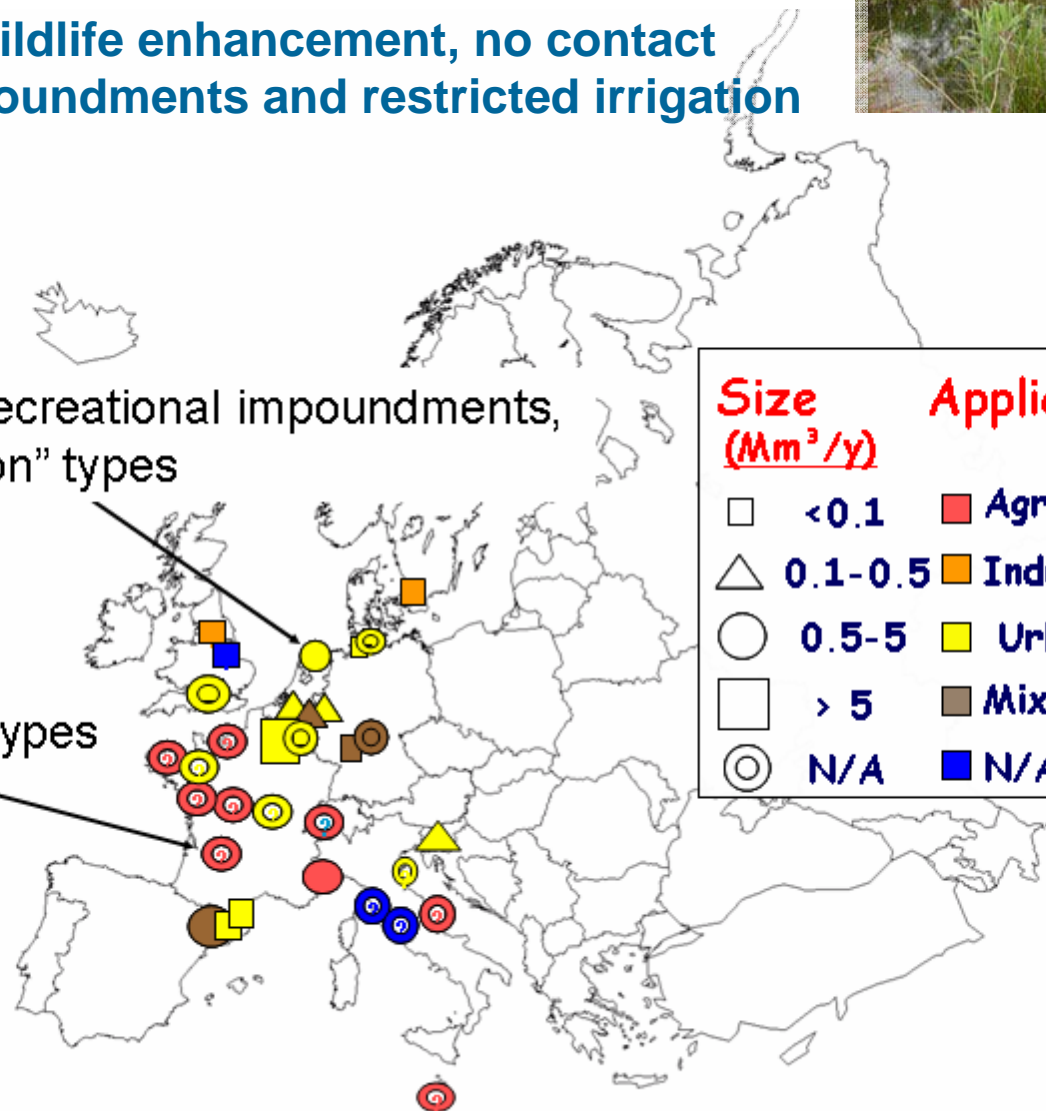 ildlife enhancement, no contact
oundments and restricted irrigation
ecreational impoundments,
on” types
ypes
Size Applic
(Mm³/y)
<0.1 Agr
0.1-0.5 Indu
0.5-5 Url
> 5 Mix
N/A N/A